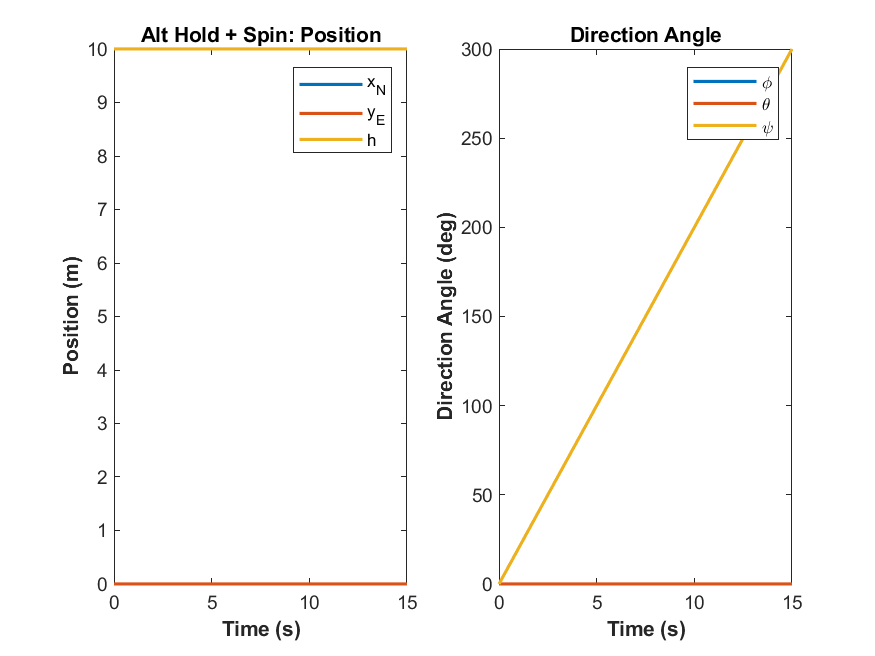 Alt Hold + Spin: Position
Position (m)
10
9
8
7
6
5
4
3
2
1
0
0 5 10 15
Time (s)
x_N
y_E
h
Direction Angle
Direction Angle (deg)
300
250
200
150
100
50
0
0 5 10 15
Time (s)
ϕ
θ
ψ